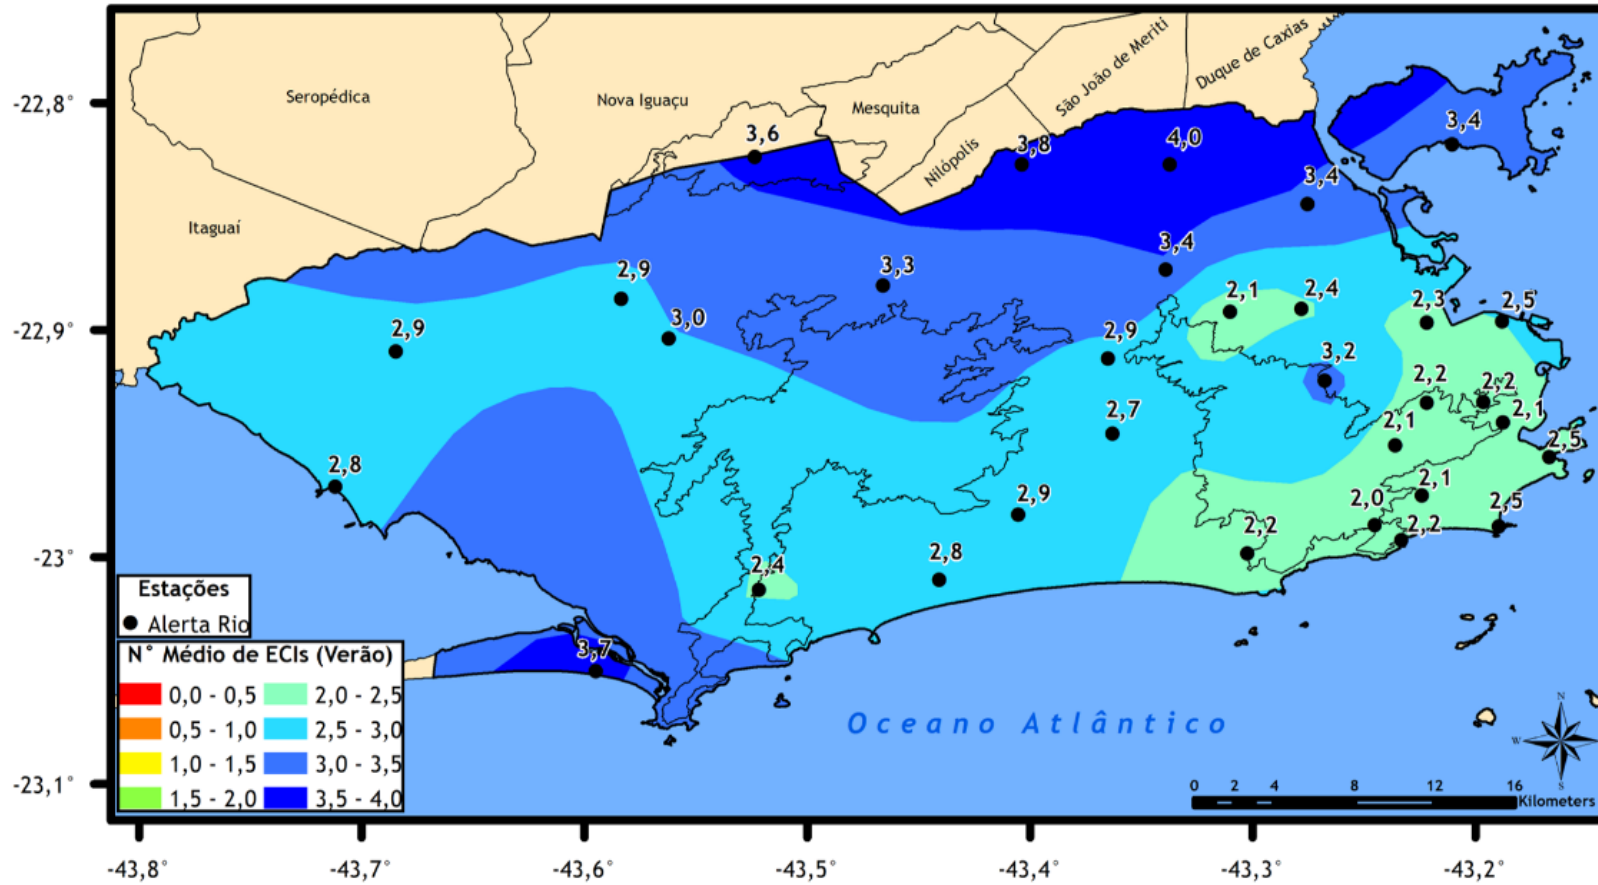 -22,8°
-22,9°
-23°
-23,1°
Seropédica
Nova Iguaçu
Mesquita
Nilópolis
São João de Meriti
Duque de Caxias
Itaguaí
3,6
3,8
4,0
3,4
3,4
3,4
3,3
2,9
3,0
2,9
2,1
2,4
2,3
2,5
2,9
3,2
2,7
2,2
2,2
2,1
2,1
2,5
2,8
2,9
2,1
2,0
2,5
2,2
2,2
2,8
2,4
3,7
Estações
Alerta Rio
N° Médio de ECIs (Verão)
0,0 - 0,5 2,0 - 2,5
0,5 - 1,0 2,5 - 3,0
1,0 - 1,5 3,0 - 3,5
1,5 - 2,0 3,5 - 4,0
Oceano Atlântico
N
W
S
0 2 4 8 12 16
Kilometers
-43,8° -43,7° -43,6° -43,5° -43,4° -43,3° -43,2°